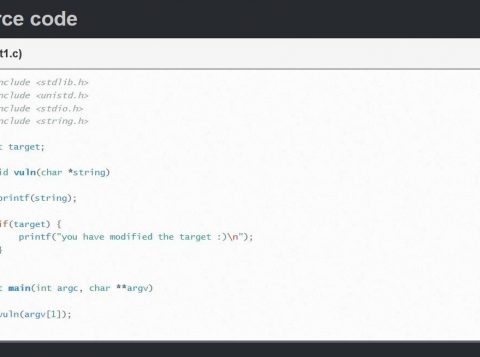 rce code
t1.c)
nclude <stdlib.h>
nclude <unistd.h>
nclude <stdio.h>
nclude <string.h>
t target;
id vuln(char *string)
printf(string);
if(target) {
printf("you have modified the target :)\n");
}
t main(int argc, char **argv)
vuln(argv[1]);